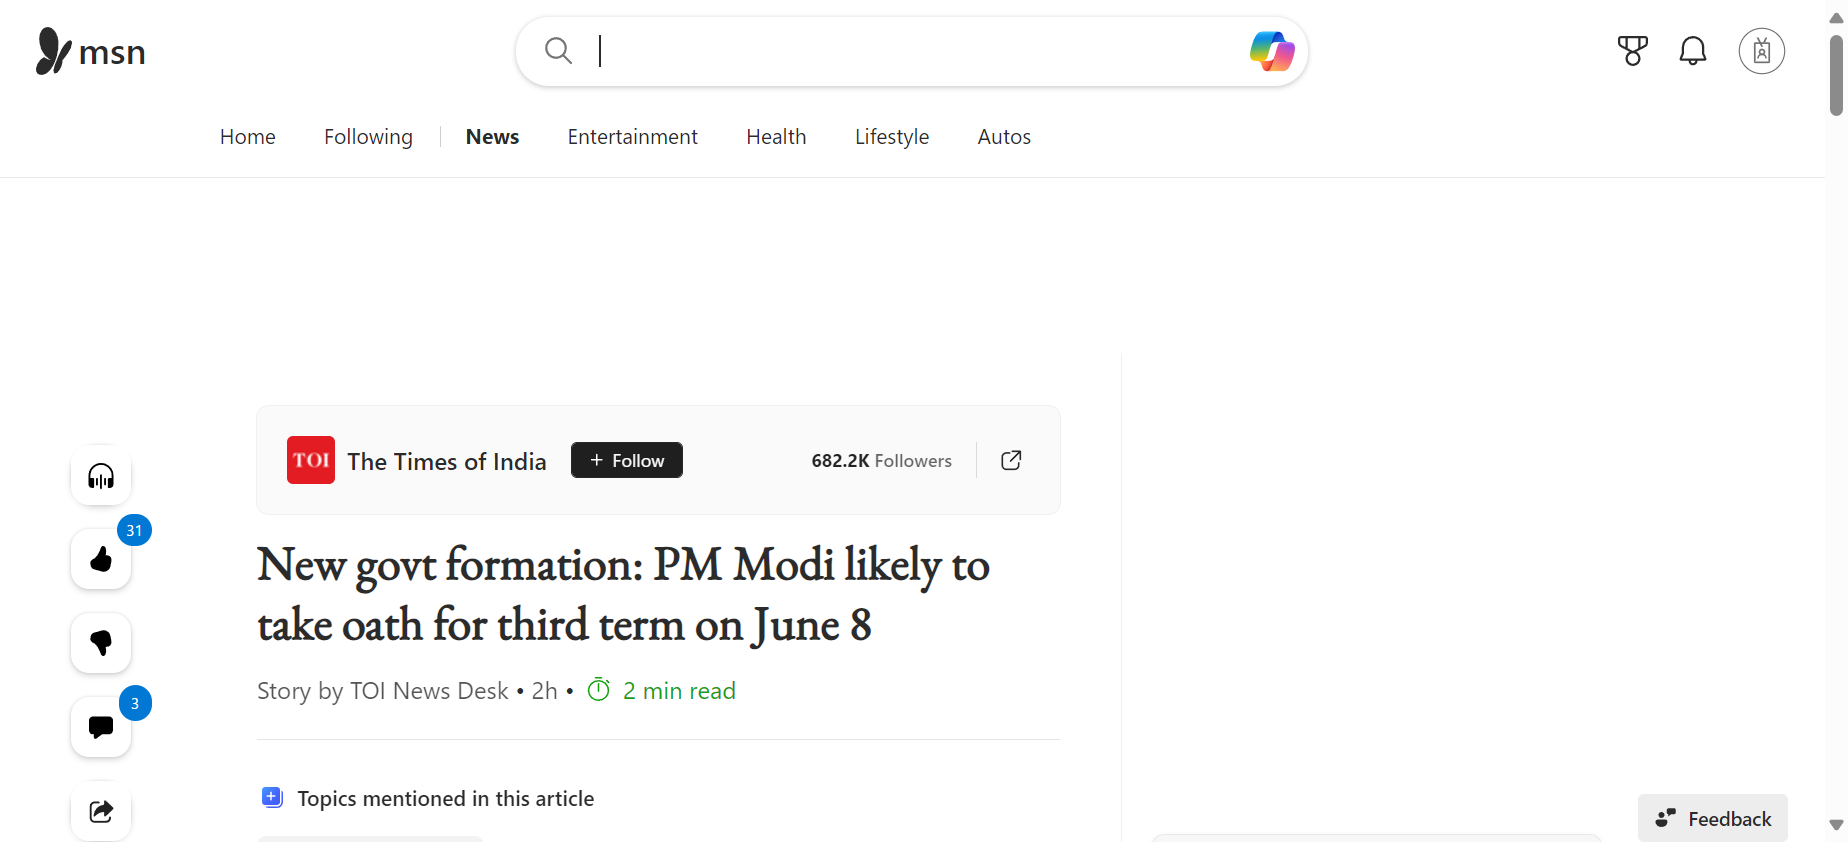 msn
Home Following News Entertainment Health Lifestyle Autos
TOI The Times of India + Follow 682.2K Followers
31
New govt formation: PM Modi likely to
take oath for third term on June 8
Story by TOI News Desk • 2h • 2 min read
3
Topics mentioned in this article
Feedback